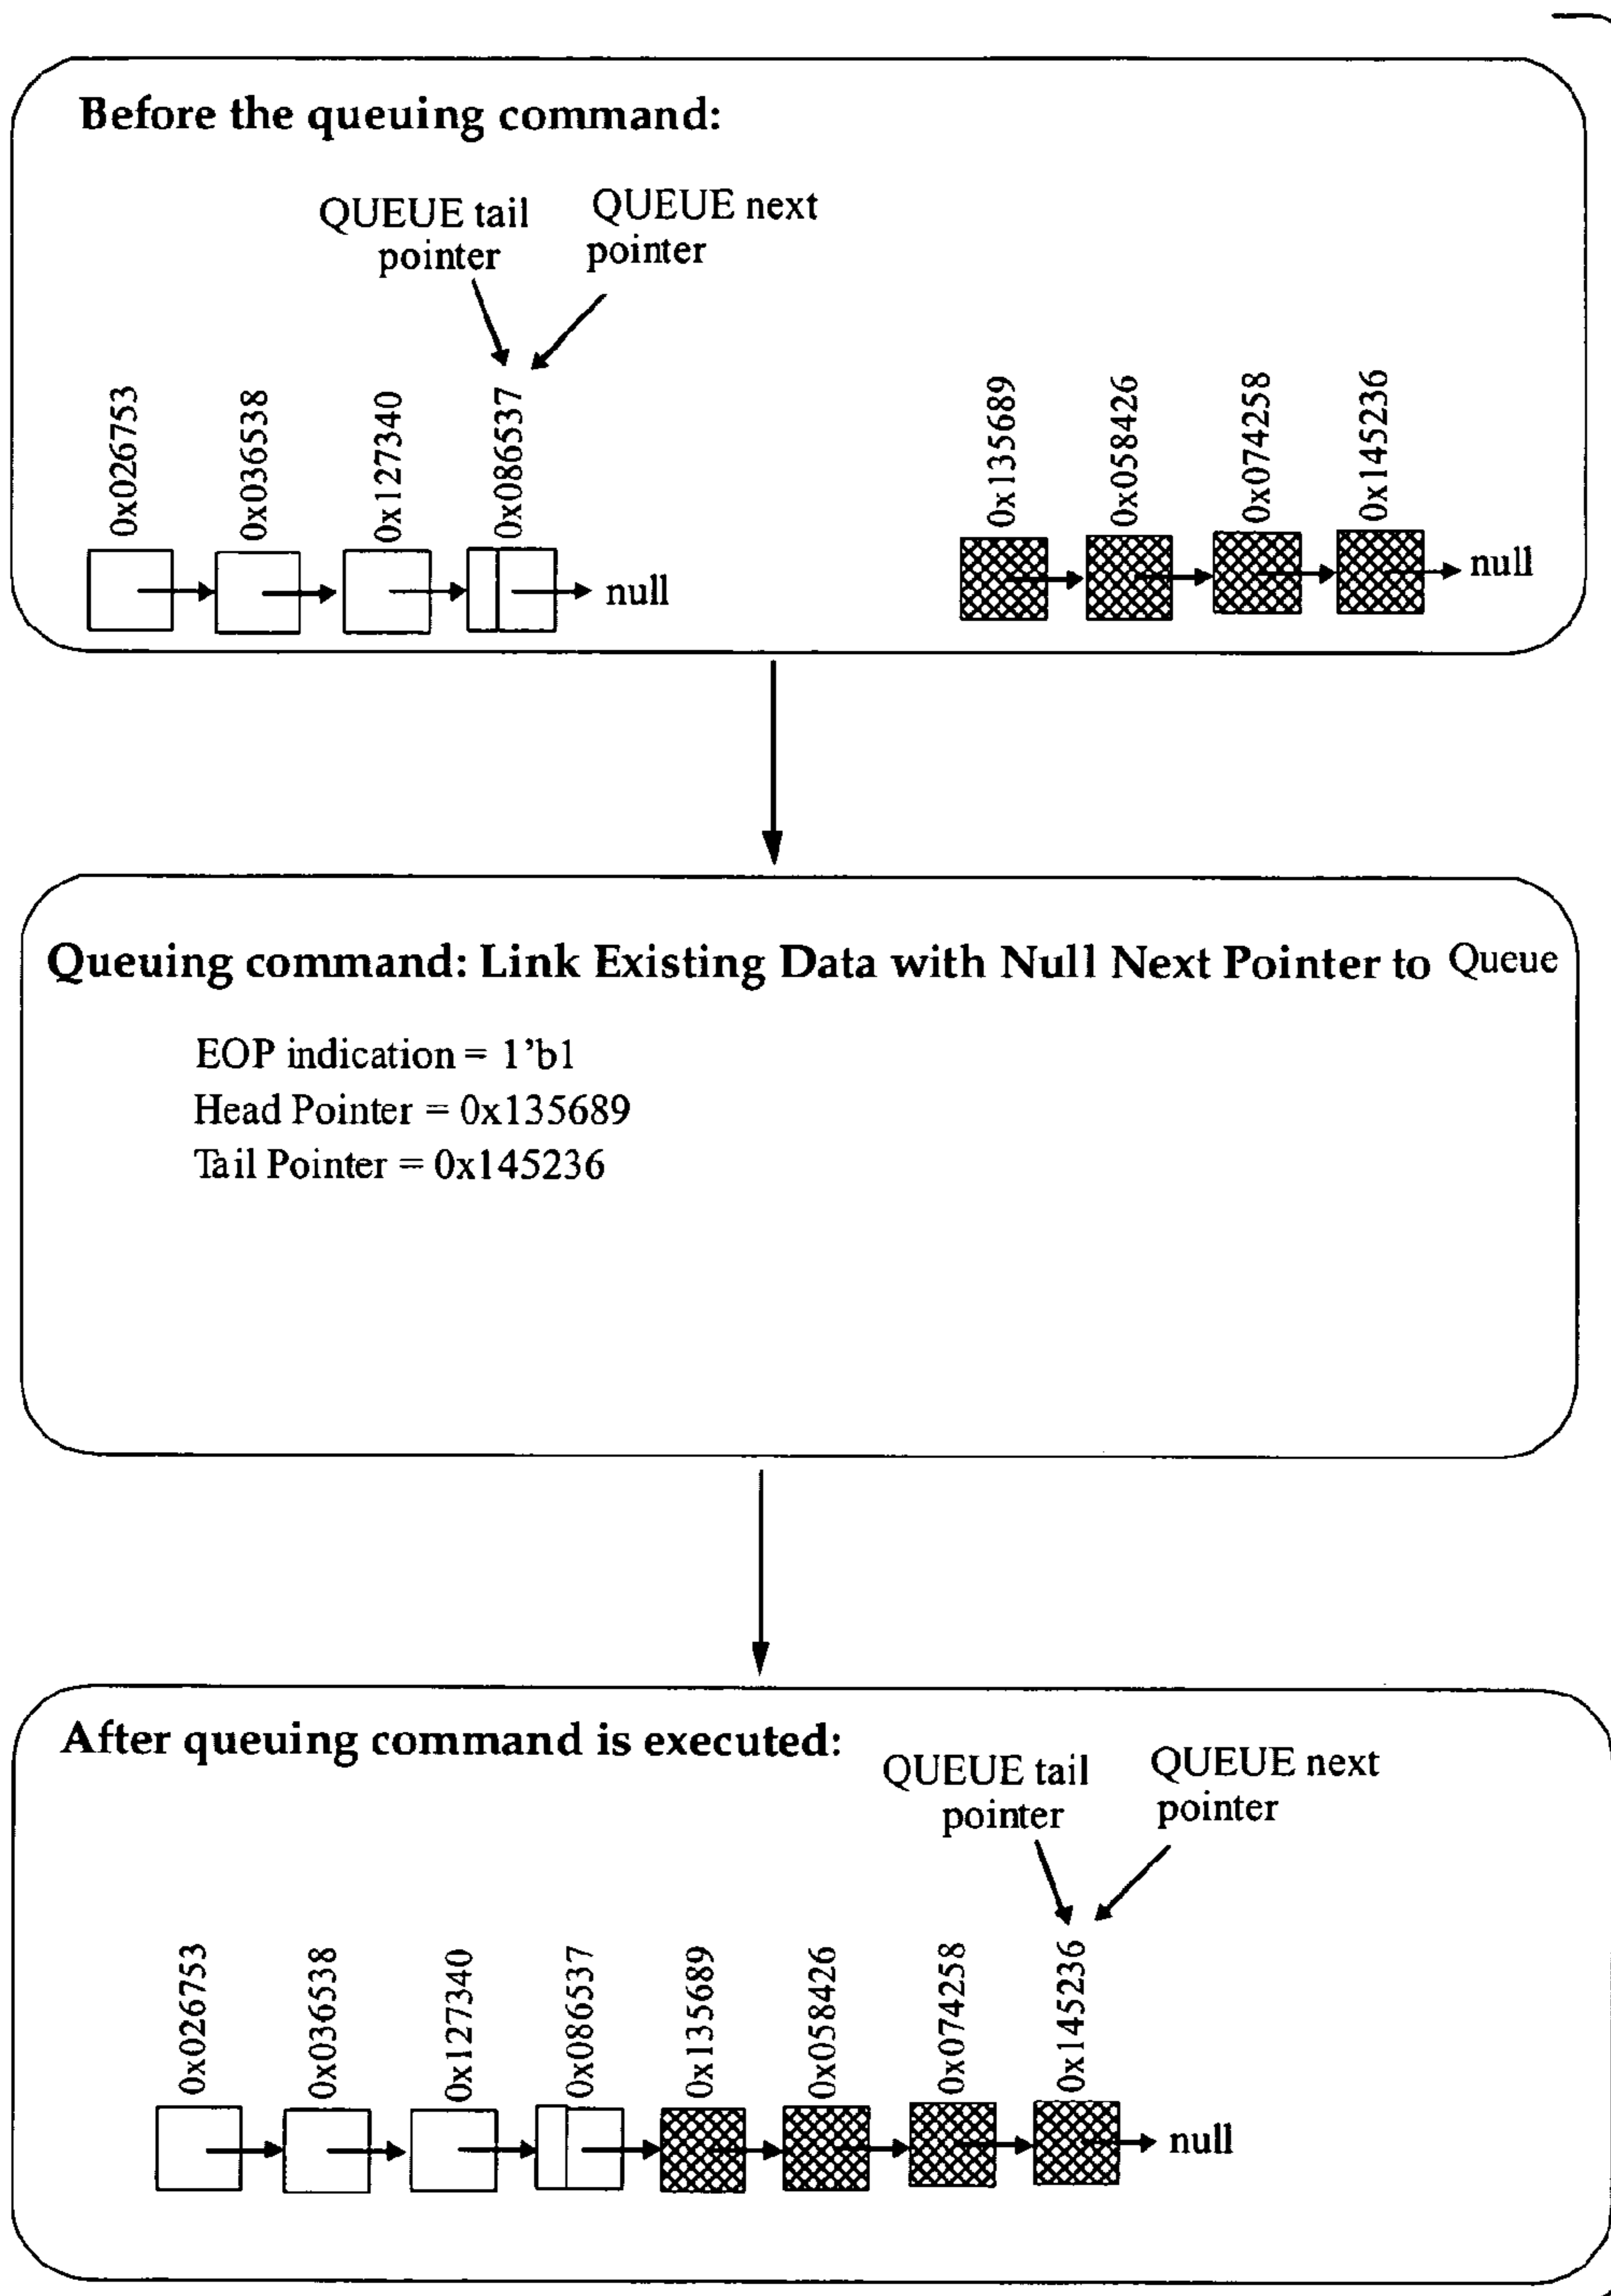 Before the queuing command:
QUEUE tail QUEUE next
pointer pointer
0x026753 0x036538 0x127340 0x086537 0x135689 0x058426 0x074258 0x145236
null null
Queuing command: Link Existing Data with Null Next Pointer to Queue
EOP indication = 1'b1
Head Pointer = 0x135689
Tail Pointer = 0x145236
After queuing command is executed:
QUEUE tail QUEUE next
pointer pointer
0x026753 0x036538 0x127340 0x086537 0x135689 0x058426 0x074258 0x145236
null